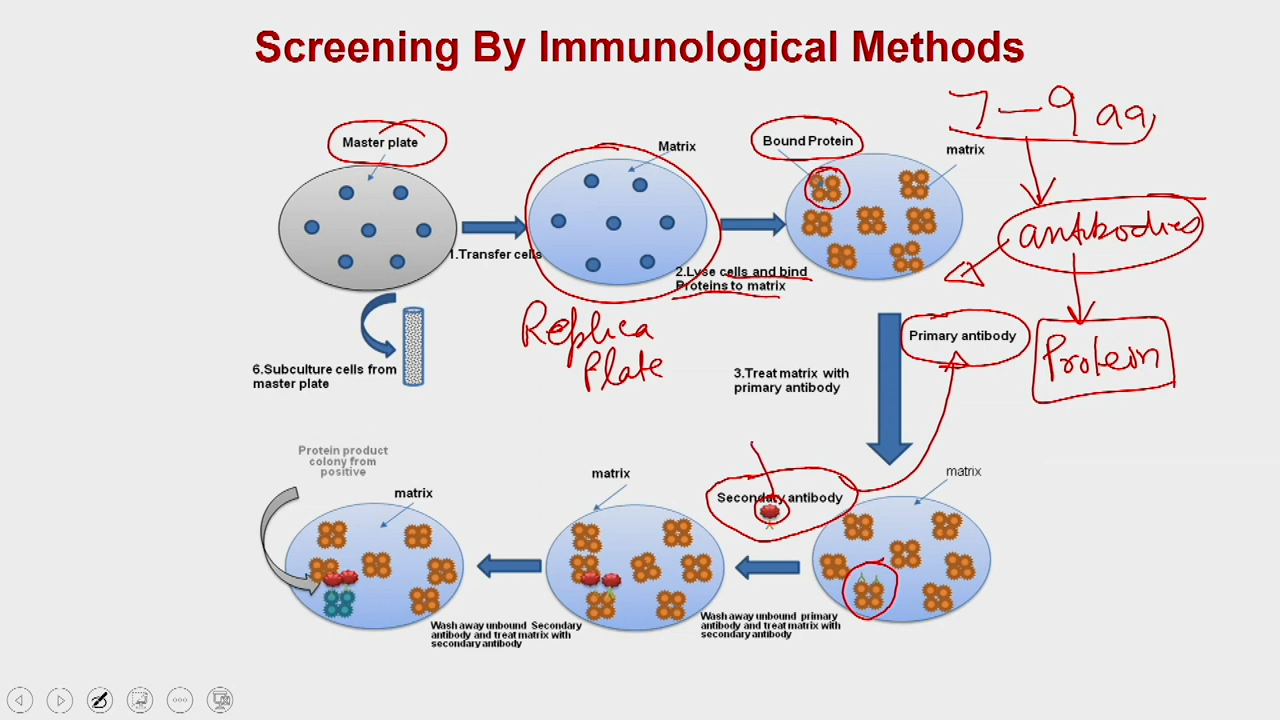 Screening By Immunological Methods
7-9 aa
Master plate
Matrix
Bound Protein
matrix
antibodies
1.Transfer cells
2.Lyse cells and bind
Proteins to matrix
Replica
Plate
Primary antibody
Protein
6.Subculture cells from
master plate
3.Treat matrix with
primary antibody
Protein product
colony from
positive
matrix
matrix
Secondary antibody
matrix
Wash away unbound primary
antibody and treat matrix with
secondary antibody
Wash away unbound Secondary
antibody and treat matrix with
secondary antibody